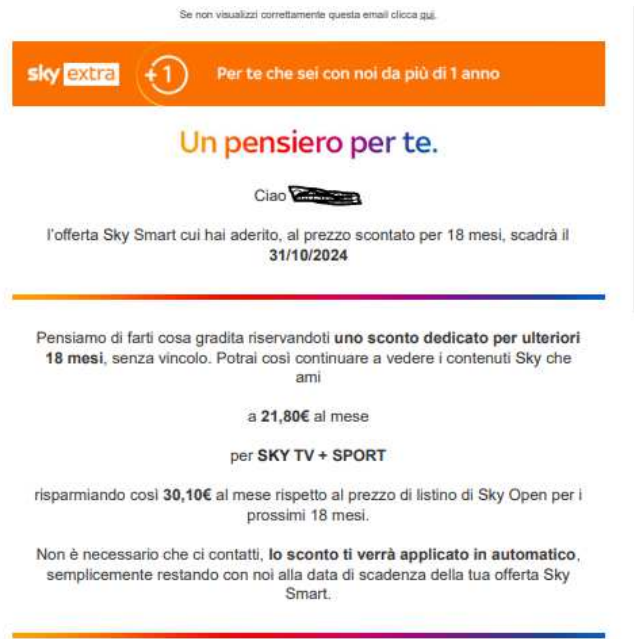 Se non visualizzi correttamente questa email clicca qui.
sky extra +1 Per te che sei con noi da più di 1 anno
Un pensiero per te.
Ciao
l'offerta Sky Smart cui hai aderito, al prezzo scontato per 18 mesi, scadrà il
31/10/2024
Pensiamo di farti cosa gradita riservandoti uno sconto dedicato per ulteriori
18 mesi, senza vincolo. Potrai così continuare a vedere i contenuti Sky che
ami
a 21,80€ al mese
per SKY TV + SPORT
risparmiando così 30,10€ al mese rispetto al prezzo di listino di Sky Open per i
prossimi 18 mesi.
Non è necessario che ci contatti, lo sconto ti verrà applicato in automatico,
semplicemente restando con noi alla data di scadenza della tua offerta Sky
Smart.